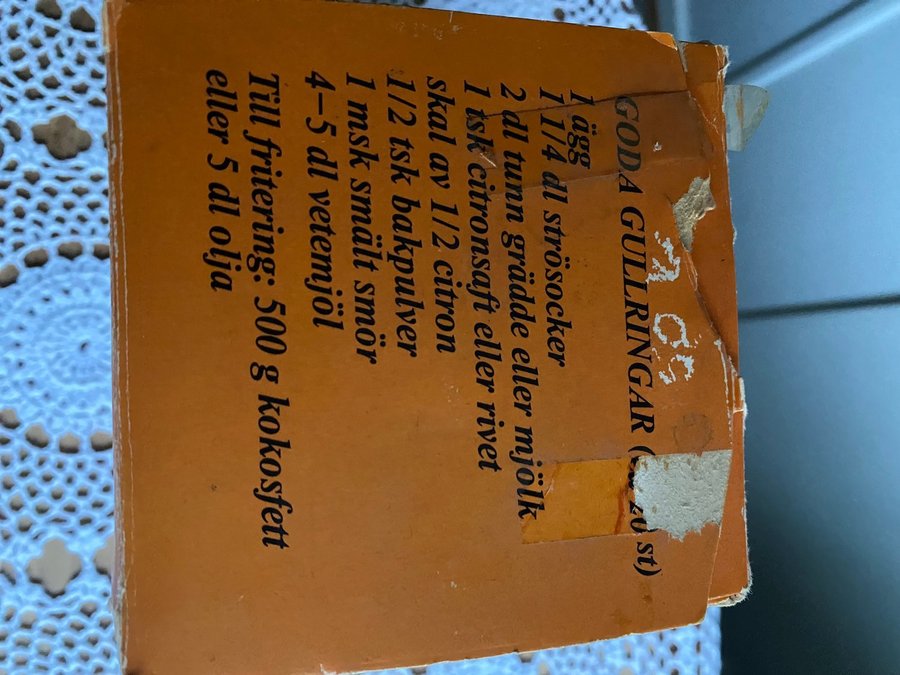 GODA GULLRINGAR ( 20 st)
1 ägg
1 1/4 dl strösocker
2 dl tunn grädde eller mjölk
1 tsk citronsaft eller rivet
skal av 1/2 citron
1/2 tsk bakpulver
1 msk smält smör
4–5 dl vetemjöl
Till fritering: 500 g kokosfett
eller 5 dl olja